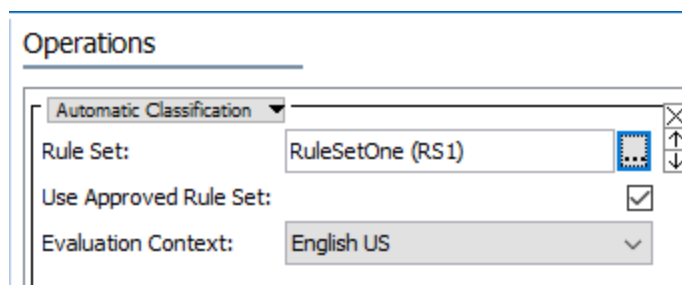 Operations
Automatic Classification
Rule Set: RuleSetOne (RS1) ...
Use Approved Rule Set:
Evaluation Context: English US